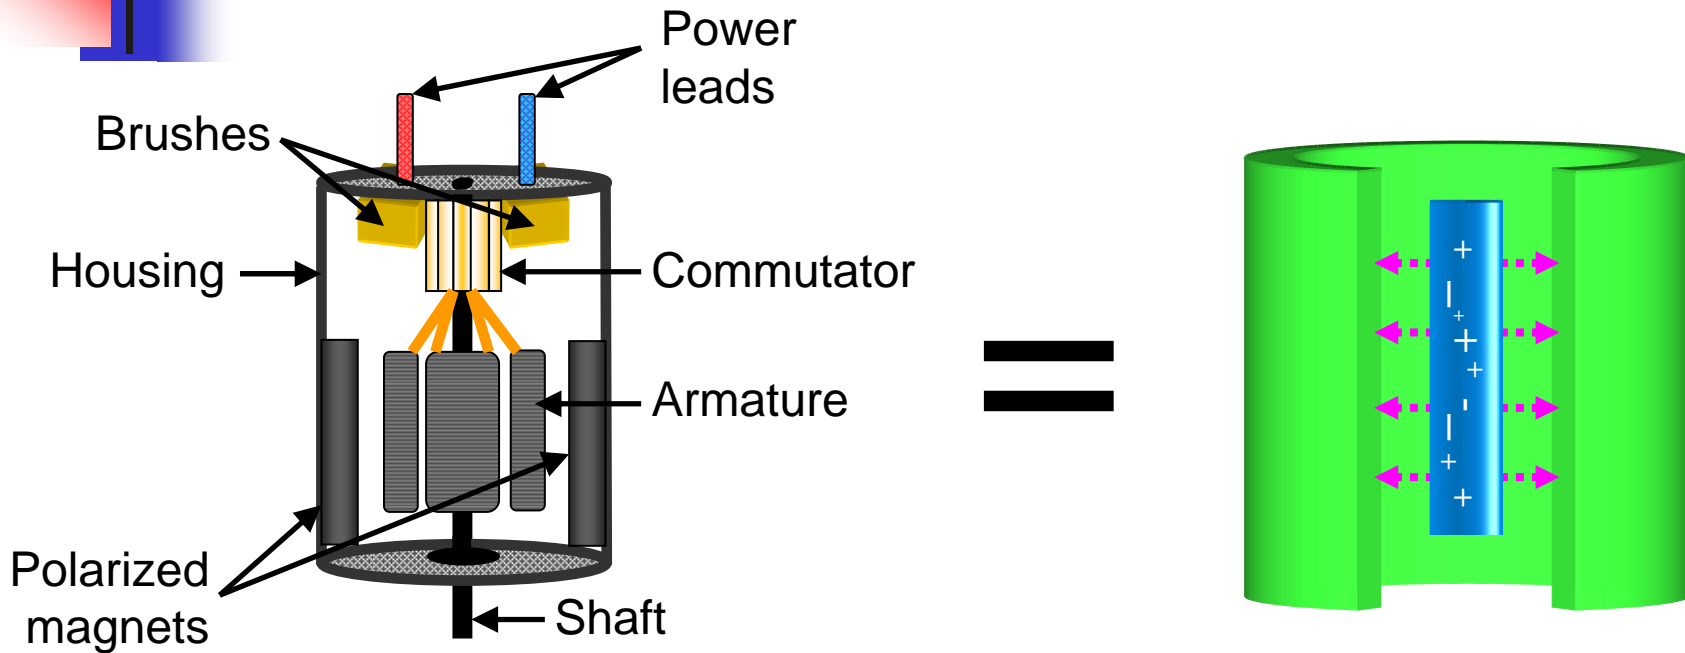 Power
leads
Brushes
Housing
Commutator
Armature
Polarized
magnets
Shaft
+
|
+
+
+
-
|
+
+